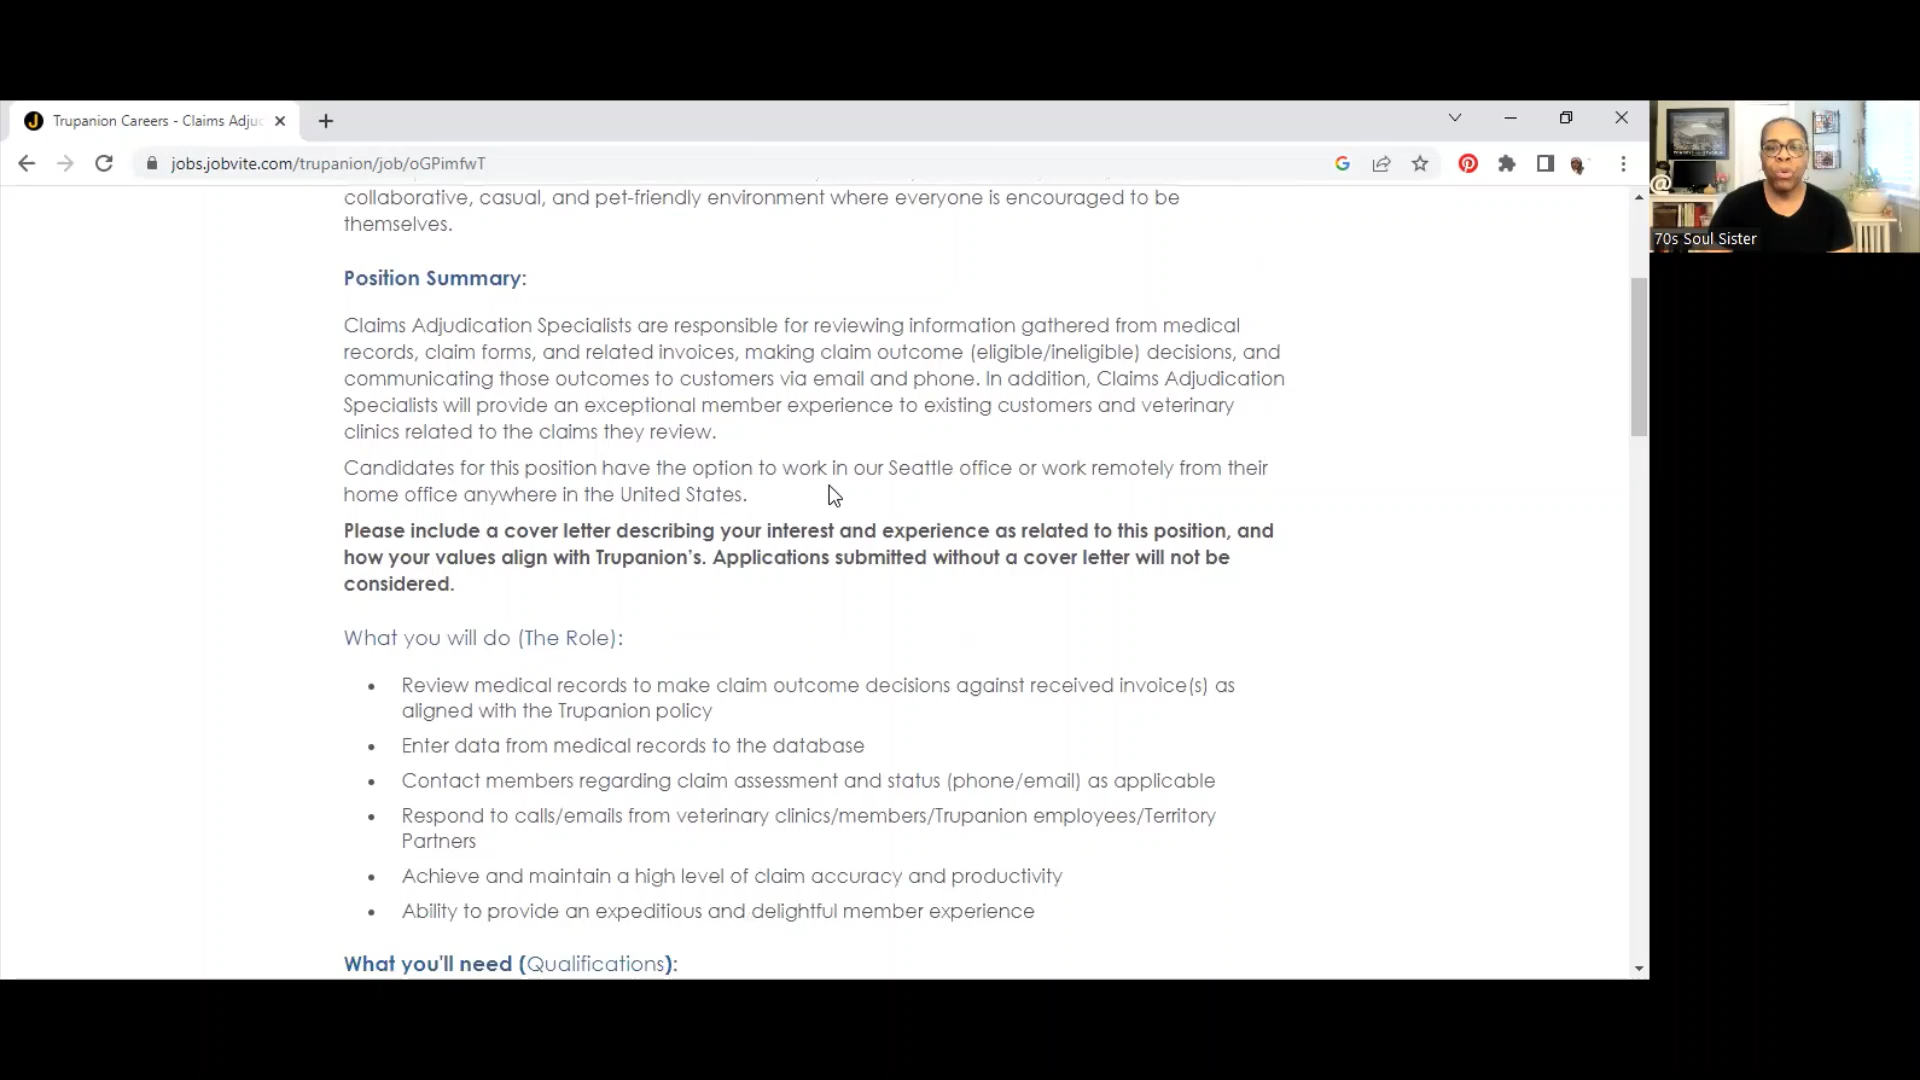 Trupanion Careers - Claims Adju
jobs.jobvite.com/trupanion/job/oGPimfwT
collaborative, casual, and pet-friendly environment where everyone is encouraged to be
themselves.
Position Summary:
Claims Adjudication Specialists are responsible for reviewing information gathered from medical
records, claim forms, and related invoices, making claim outcome (eligible/ineligible) decisions, and
communicating those outcomes to customers via email and phone. In addition, Claims Adjudication
Specialists will provide an exceptional member experience to existing customers and veterinary
clinics related to the claims they review.
Candidates for this position have the option to work in our Seattle office or work remotely from their
home office anywhere in the United States.
Please include a cover letter describing your interest and experience as related to this position, and
how your values align with Trupanion’s. Applications submitted without a cover letter will not be
considered.
What you will do (The Role):
• Review medical records to make claim outcome decisions against received invoice(s) as
aligned with the Trupanion policy
• Enter data from medical records to the database
• Contact members regarding claim assessment and status (phone/email) as applicable
• Respond to calls/emails from veterinary clinics/members/Trupanion employees/Territory
Partners
• Achieve and maintain a high level of claim accuracy and productivity
• Ability to provide an expeditious and delightful member experience
What you'll need (Qualifications):
70s Soul Sister